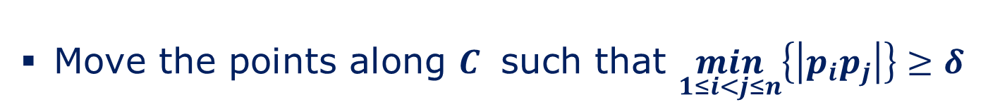 ▪ Move the points along C such that min{|pᵢpⱼ|} ≥ δ
1≤i<j≤n